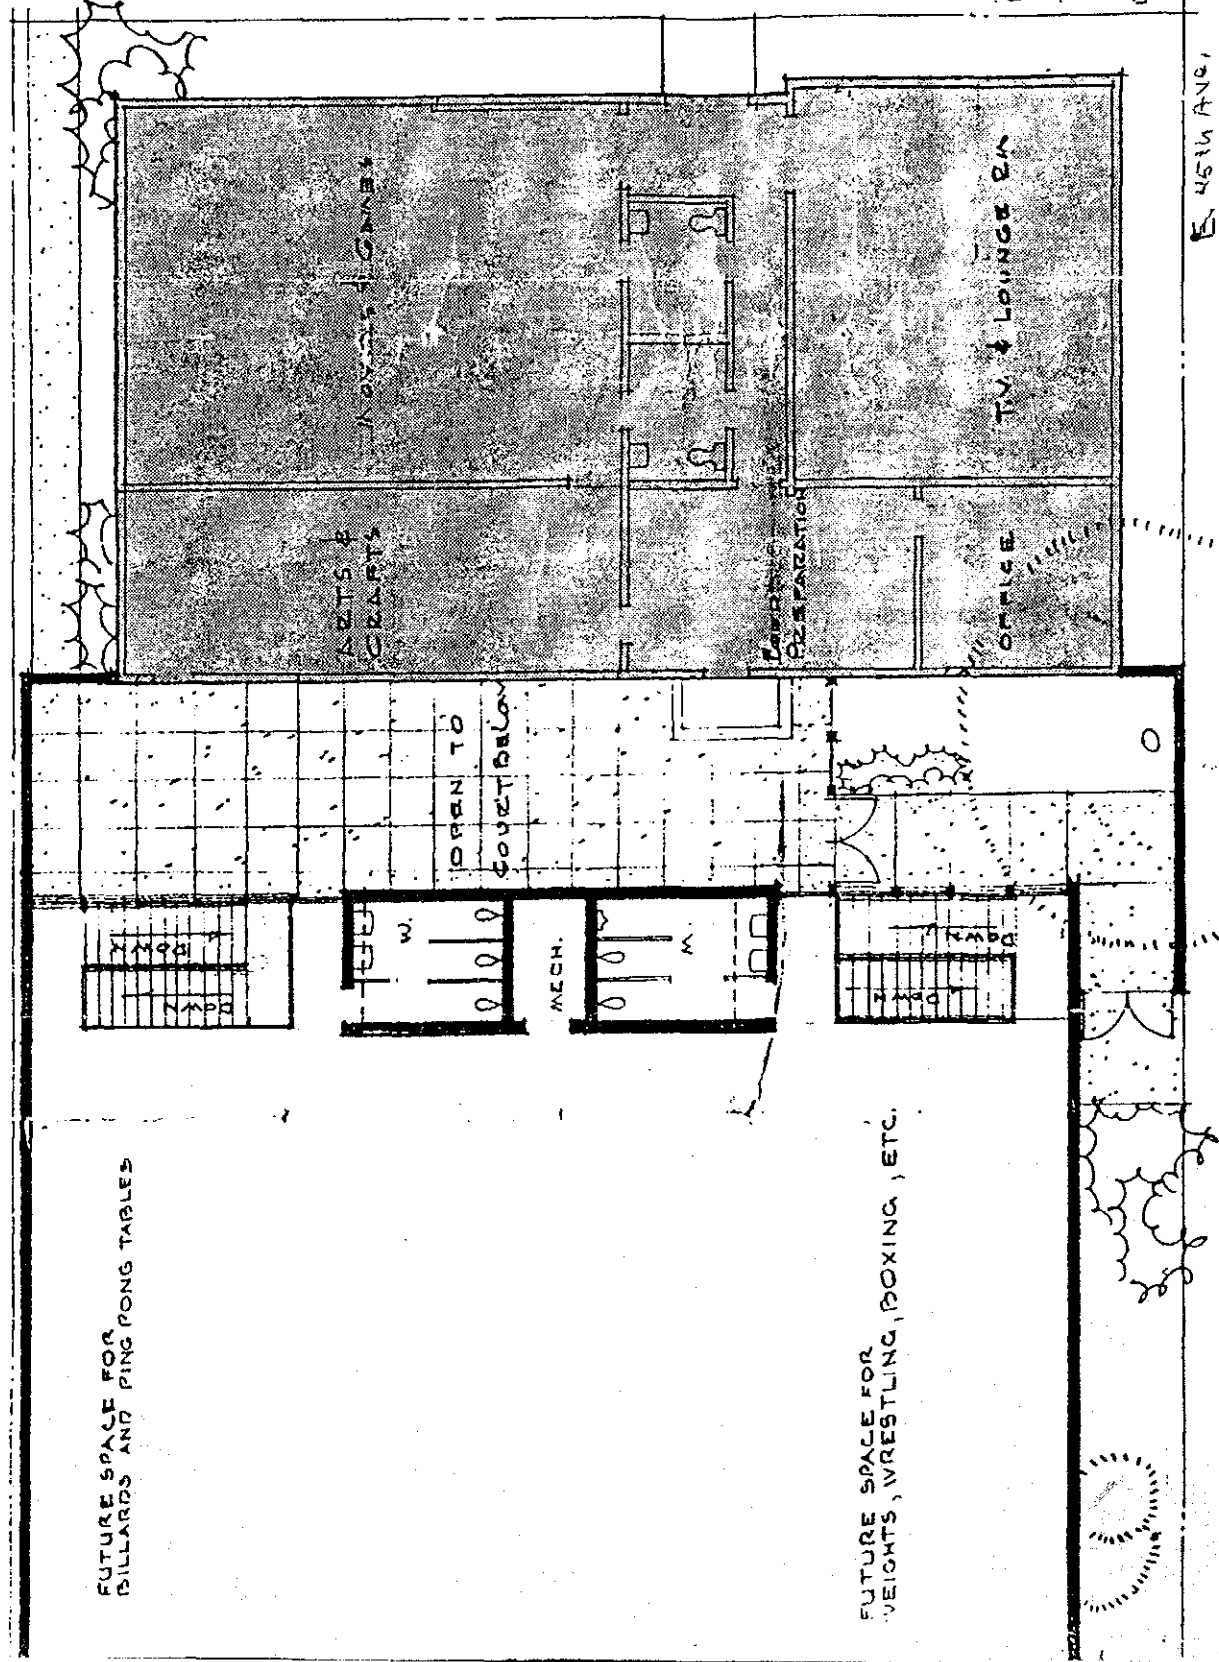 E. 45th AVE.
MOVIES & GAMES
T.V. & LOUNGE RM
ARTS &
CRAFTS
PREPARATION
OFFICE
OPEN TO
COURT BELOW
DOWN
DOWN
W.
MECH.
M
DOWN
DOWN
FUTURE SPACE FOR
BILLARDS AND PING PONG TABLES
FUTURE SPACE FOR
WEIGHTS, WRESTLING, BOXING, ETC.